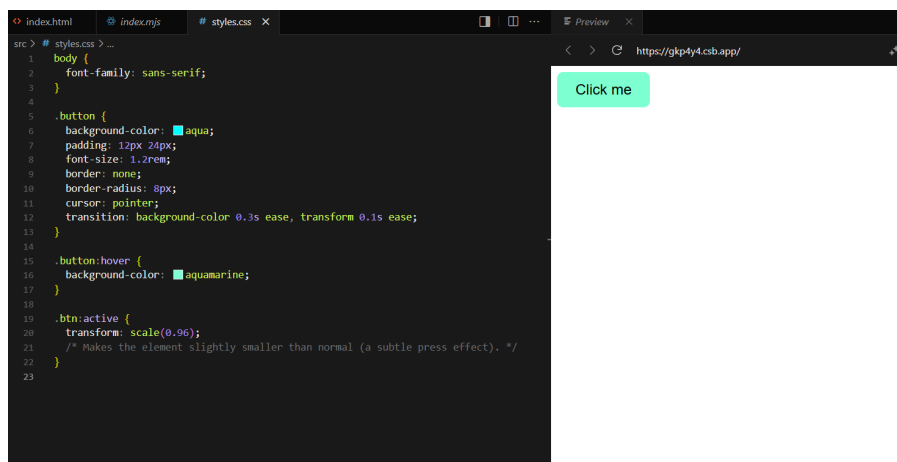 index.html index.mjs # styles.css × ···
src > # styles.css > ...
1 body {
2 font-family: sans-serif;
3 }
4
5 .button {
6 background-color: aqua;
7 padding: 12px 24px;
8 font-size: 1.2rem;
9 border: none;
10 border-radius: 8px;
11 cursor: pointer;
12 transition: background-color 0.3s ease, transform 0.1s ease;
13 }
14
15 .button:hover {
16 background-color: aquamarine;
17 }
18
19 .btn:active {
20 transform: scale(0.96);
21 /* Makes the element slightly smaller than normal (a subtle press effect). */
22 }
23
Preview ×
https://gkp4y4.csb.app/
Click me